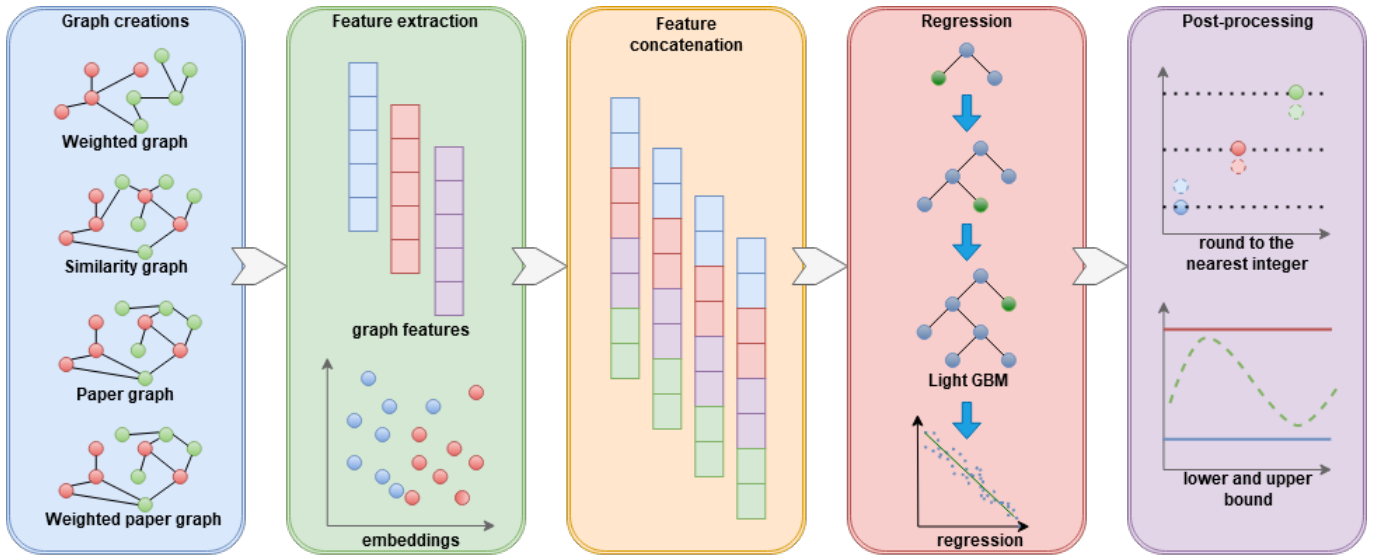 Graph creations
Weighted graph
Similarity graph
Paper graph
Weighted paper graph
Feature extraction
graph features
embeddings
Feature
concatenation
Regression
Light GBM
regression
Post-processing
round to the
nearest integer
lower and upper
bound